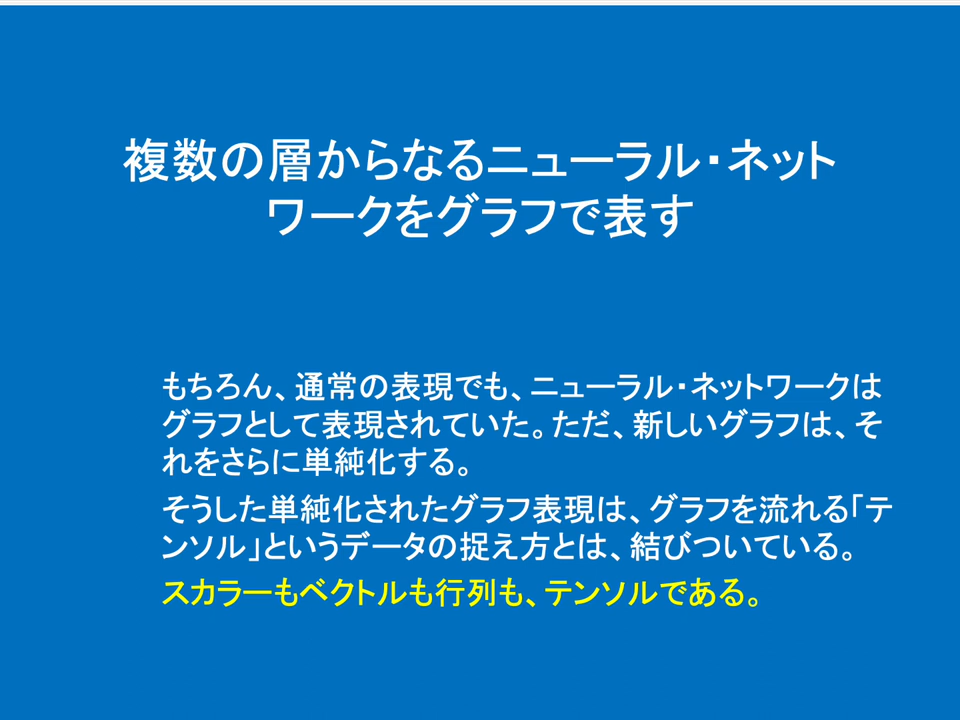 複数の層からなるニューラル・ネット
ワークをグラフで表す
もちろん、通常の表現でも、ニューラル・ネットワークは
グラフとして表現されていた。ただ、新しいグラフは、そ
れをさらに単純化する。
そうした単純化されたグラフ表現は、グラフを流れる「テ
ンソル」というデータの捉え方とは、結びついている。
スカラーもベクトルも行列も、テンソルである。